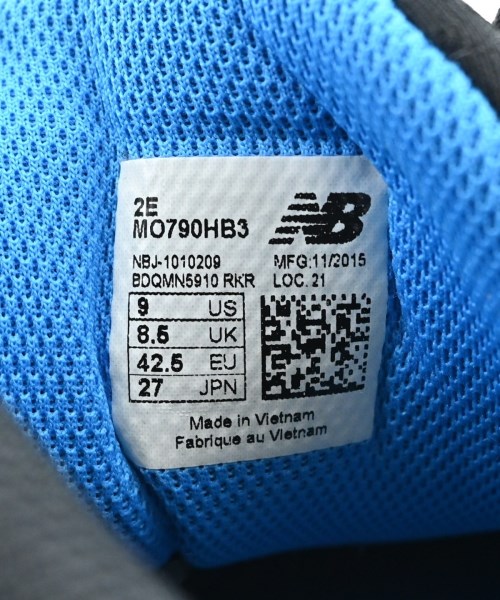 2E
MO790HB3
NB
NBJ-1010209 MFG:11/2015
BDQMN5910 RKR LOC. 21
9 US
8.5 UK
42.5 EU
27 JPN
Made in Vietnam
Fabrique au Vietnam